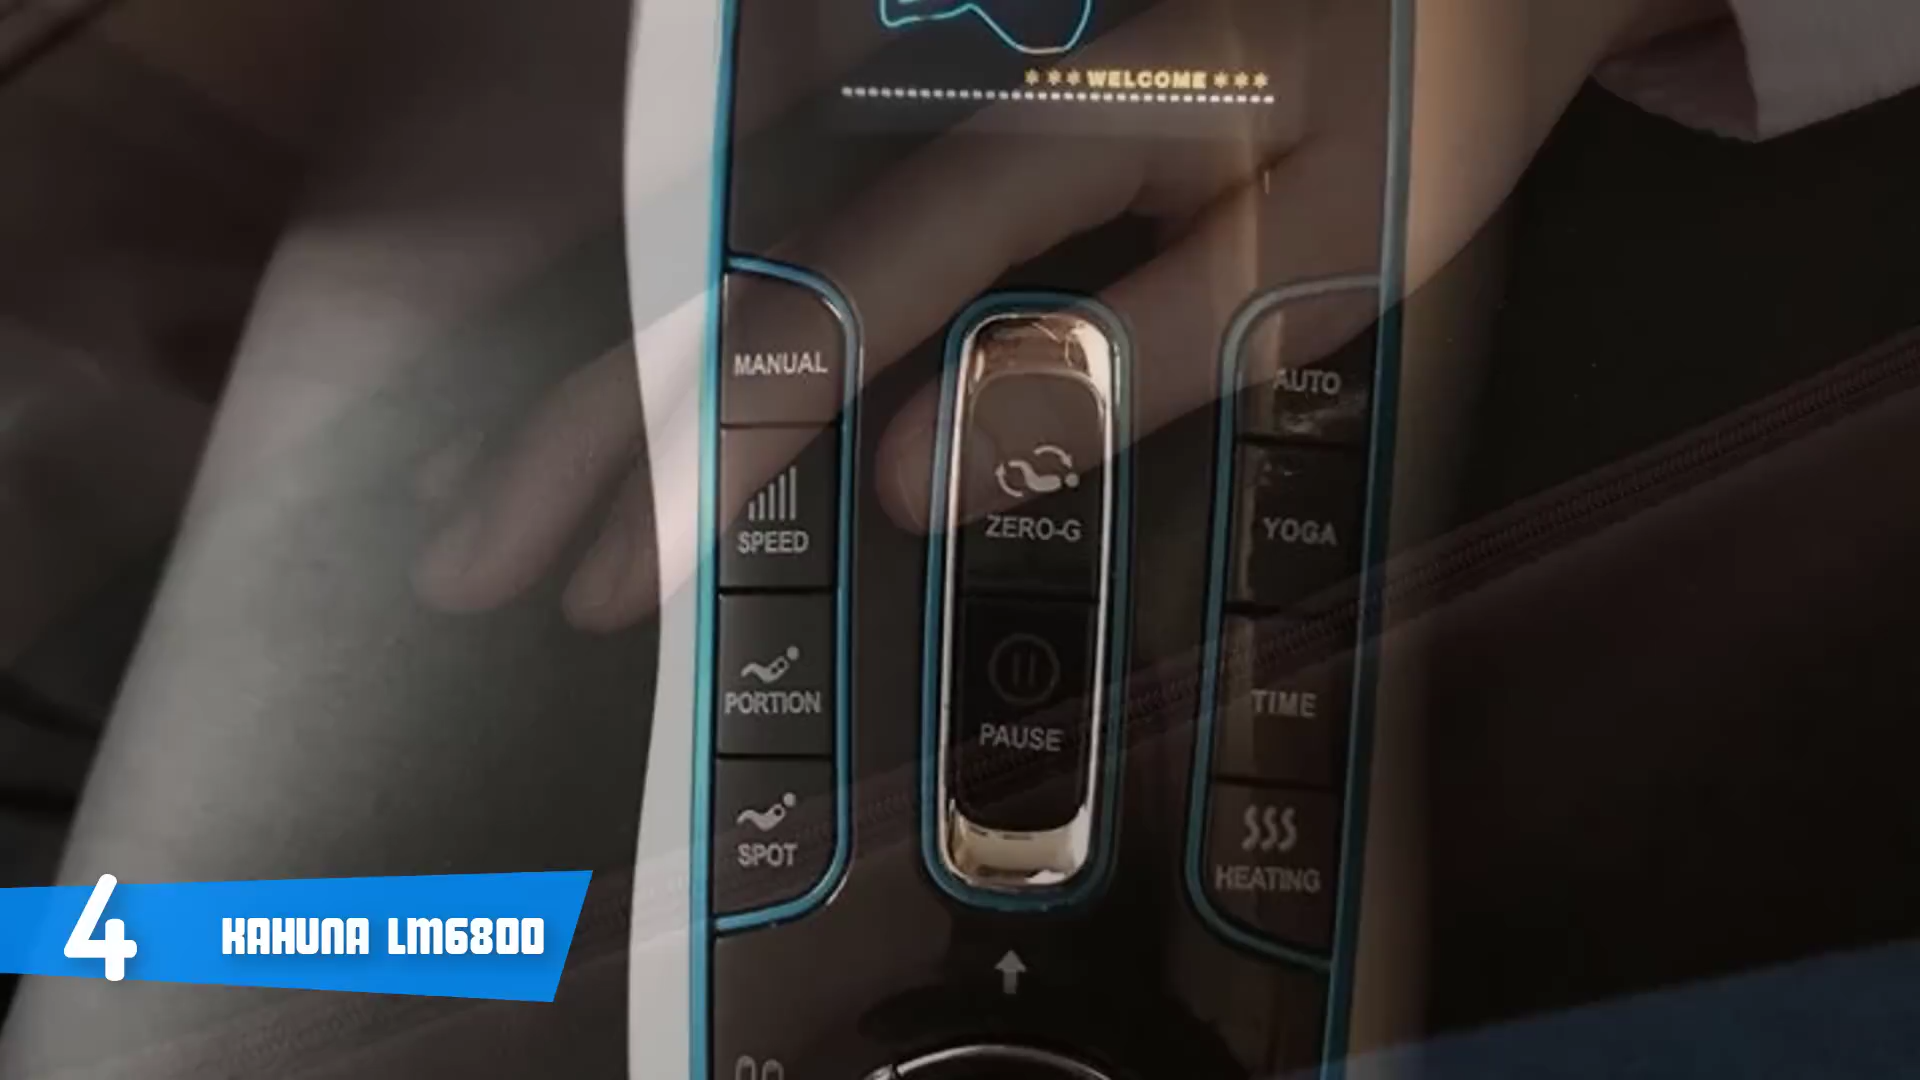 ***WELCOME***
MANUAL
SPEED
PORTION
SPOT
ZERO-G
PAUSE
AUTO
YOGA
TIME
HEATING
4 KAHUNA LM6800